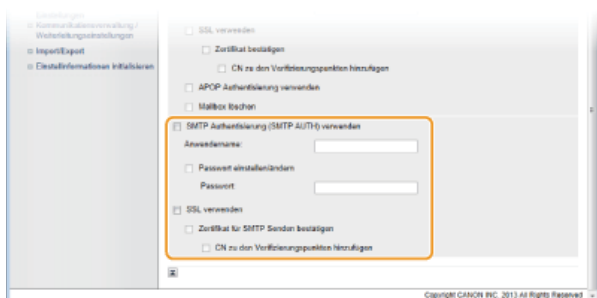 Einstellungen
Kommunikationsverwaltung /
Weiterleitungseinstellungen
Import/Export
Einstellinformationen initialisieren
SSL verwenden
Zertifikat bestätigen
CN zu den Verifizierungspunkten hinzufügen
APOP Authentisierung verwenden
Mailbox löschen
SMTP Authentisierung (SMTP AUTH) verwenden
Anwendername:
Passwort einstellen/ändern
Passwort
SSL verwenden
Zertifikat für SMTP Senden bestätigen
CN zu den Verifizierungspunkten hinzufügen
Copyright CANON INC. 2013 All Rights Reserved